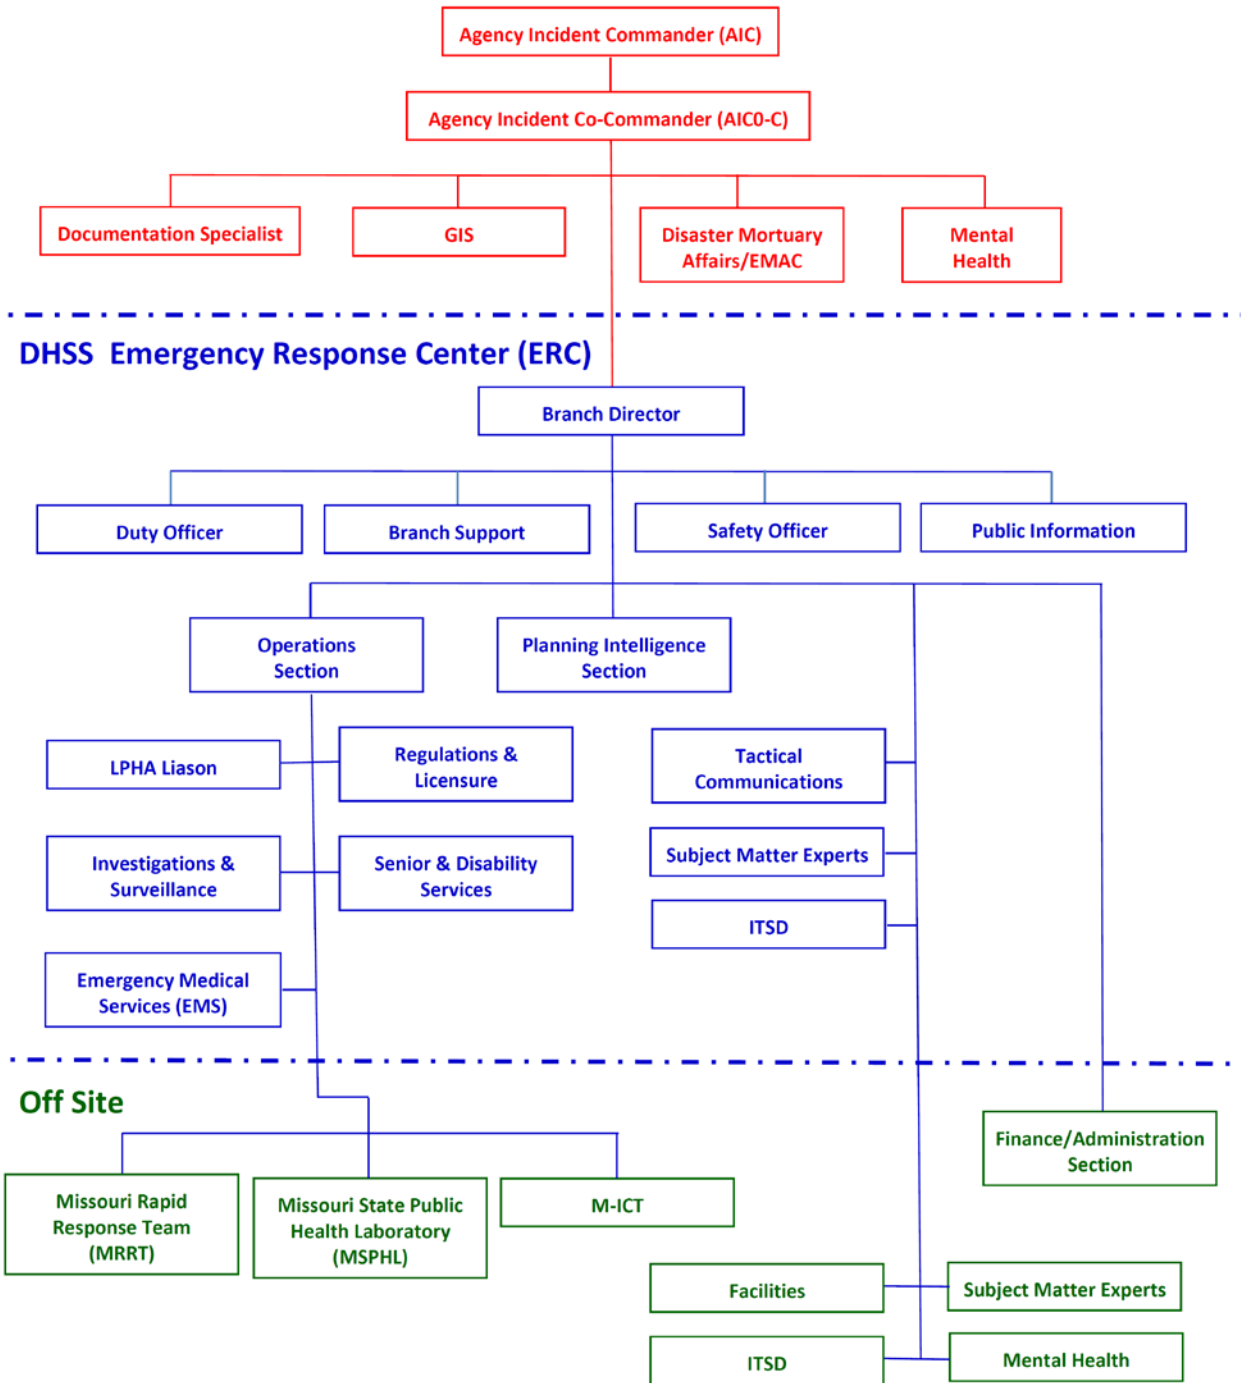 Agency Incident Commander (AIC)
Agency Incident Co-Commander (AIC0-C)
Documentation Specialist
GIS
Disaster Mortuary
Affairs/EMAC
Mental
Health
DHSS Emergency Response Center (ERC)
Branch Director
Duty Officer
Branch Support
Safety Officer
Public Information
Operations
Section
Planning Intelligence
Section
LPHA Liason
Regulations &
Licensure
Tactical
Communications
Investigations &
Surveillance
Senior & Disability
Services
Subject Matter Experts
ITSD
Emergency Medical
Services (EMS)
Off Site
Finance/Administration
Section
Missouri Rapid
Response Team
(MRRT)
Missouri State Public
Health Laboratory
(MSPHL)
M-ICT
Facilities
Subject Matter Experts
ITSD
Mental Health